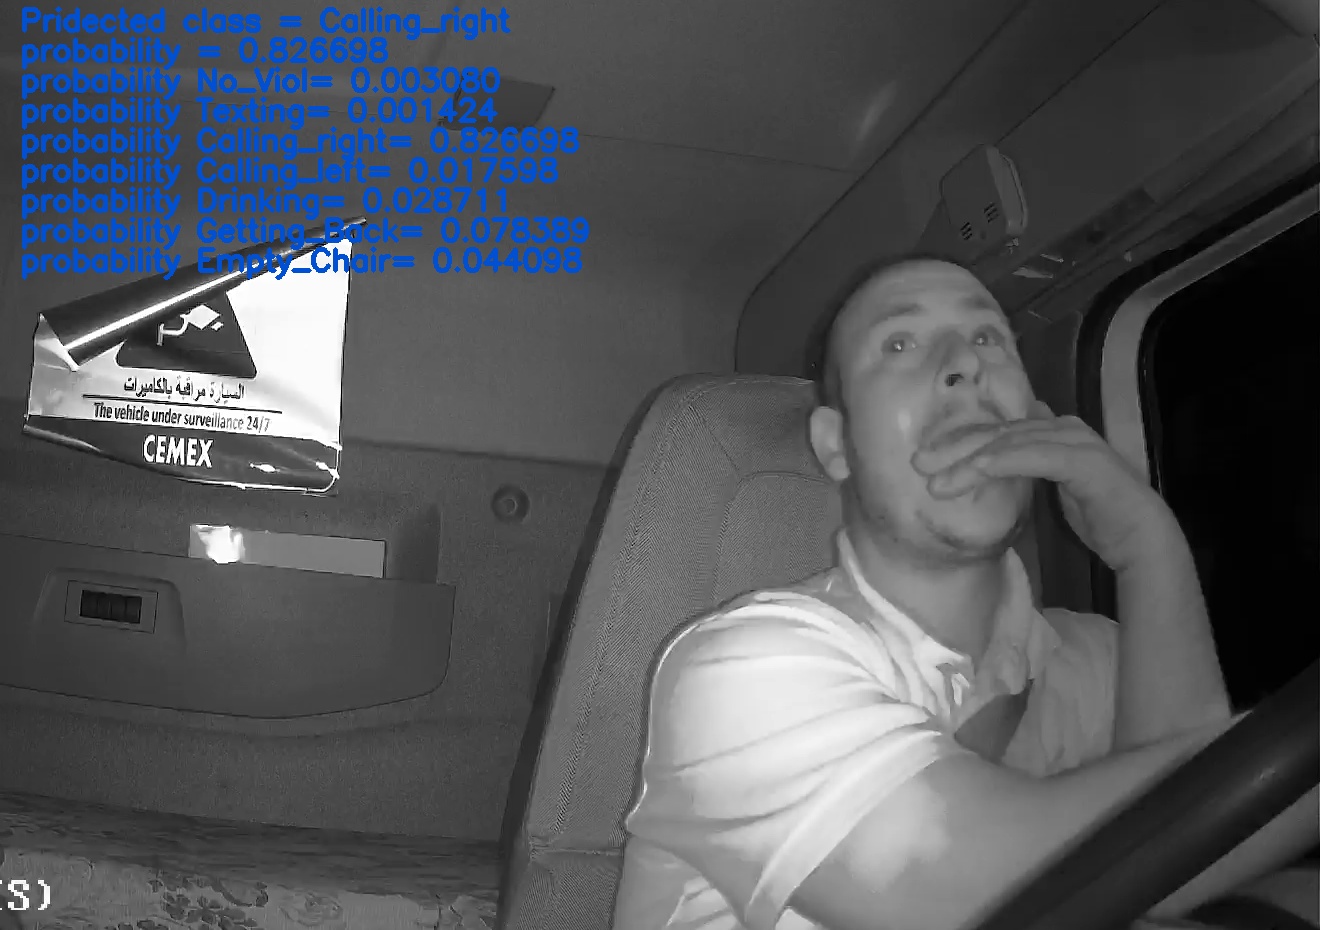 Pridected class = Calling_right
probability = 0.826698
probability No_Viol= 0.003080
probability Texting= 0.001424
probability Calling_right= 0.826698
probability Calling_left= 0.017598
probability Drinking= 0.028711
probability Getting_Back= 0.078389
probability Empty_Chair= 0.044098
السيارة مراقبة بالكاميرات
The vehicle under surveillance 24/7
CEMEX
S)